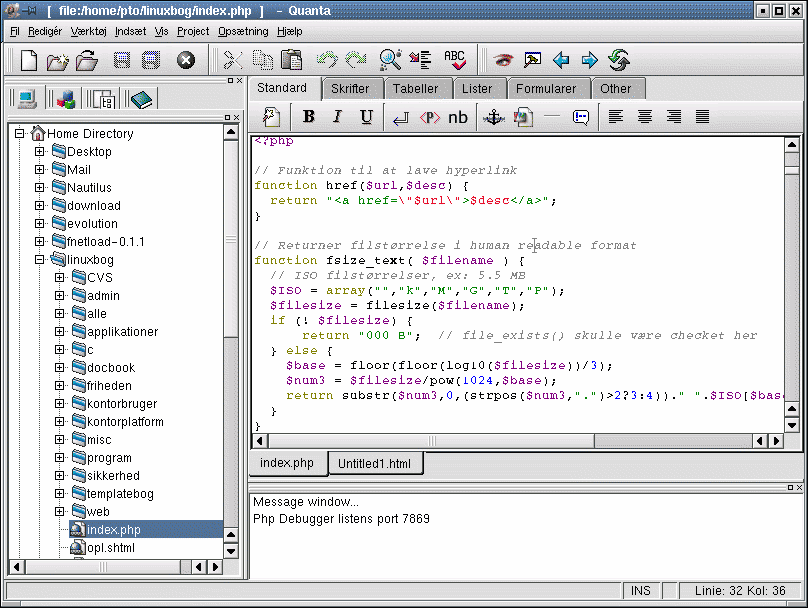 [ file:/home/pto/linuxbog/index.php ] - Quanta
Fil Redigér Værktøj Indsæt Vis Project Opsætning Hjælp
ABC
Standard Skrifter Tabeller Lister Formularer Other
B I U <P> nb
Home Directory
Desktop
Mail
Nautilus
download
evolution
fnetload-0.1.1
linuxbog
CVS
admin
alle
applikationer
c
docbook
friheden
kontorbruger
kontorplatform
misc
program
sikkerhed
templatebog
web
index.php
opl.shtml
<?php
// Funktion til at lave hyperlink
function href($url,$desc) {
return "<a href=\"$url\">$desc</a>";
}
// Returner filstørrelse i human readable format
function fsize_text( $filename ) {
// ISO filstørrelser, ex: 5.5 MB
$ISO = array("","k","M","G","T","P");
$filesize = filesize($filename);
if (! $filesize) {
return "000 B"; // file_exists() skulle være checket her
} else {
$base = floor(floor(log10($filesize))/3);
$num3 = $filesize/pow(1024,$base);
return substr($num3,0,(strpos($num3,".")>2?3:4))." ".$ISO[$bas
}
}
index.php Untitled1.html
Message window...
Php Debugger listens port 7869
INS Linie: 32 Kol: 36